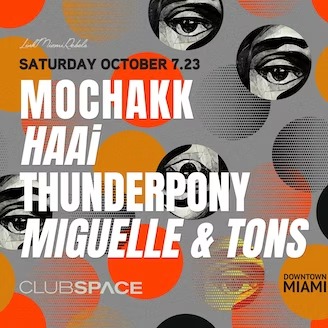 Link Miami Rebels
SATURDAY OCTOBER 7.23
MOCHAKK
HAAi
THUNDERPONY
MIGUELLE & TONS
CLUBSPACE
DOWNTOWN
MIAMI